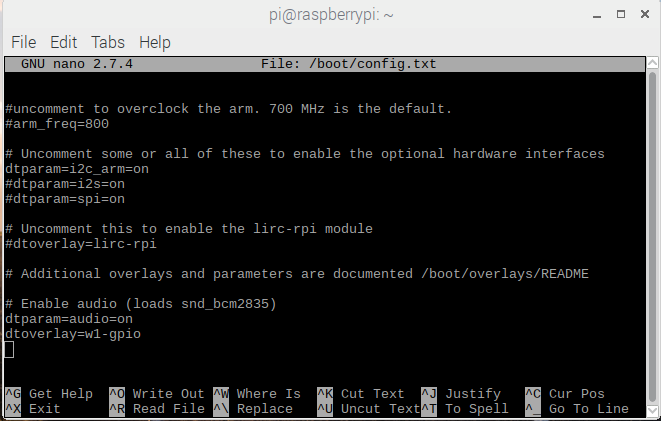 pi@raspberrypi: ~
File Edit Tabs Help
GNU nano 2.7.4 File: /boot/config.txt
#uncomment to overclock the arm. 700 MHz is the default.
#arm_freq=800
# Uncomment some or all of these to enable the optional hardware interfaces
dtparam=i2c_arm=on
#dtparam=i2s=on
#dtparam=spi=on
# Uncomment this to enable the lirc-rpi module
#dtoverlay=lirc-rpi
# Additional overlays and parameters are documented /boot/overlays/README
# Enable audio (loads snd_bcm2835)
dtparam=audio=on
dtoverlay=w1-gpio
^G Get Help ^O Write Out ^W Where Is ^K Cut Text ^J Justify ^C Cur Pos
^X Exit ^R Read File ^\ Replace ^U Uncut Text ^T To Spell ^_ Go To Line